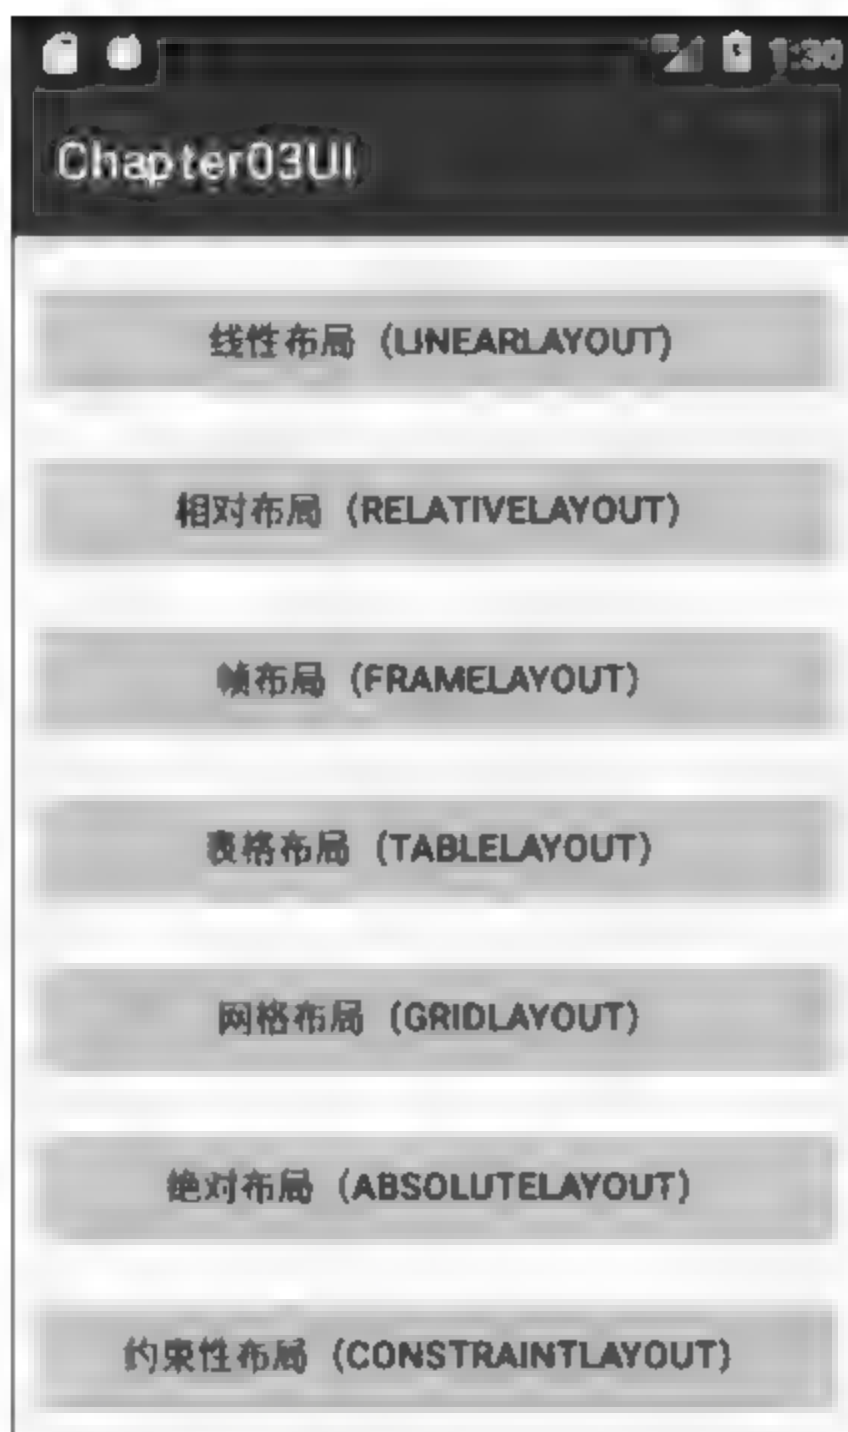 1:30
Chapter03UI
线性布局 (LINEARLAYOUT)
相对布局 (RELATIVELAYOUT)
帧布局 (FRAMELAYOUT)
表格布局 (TABLELAYOUT)
网格布局 (GRIDLAYOUT)
绝对布局 (ABSOLUTELAYOUT)
约束性布局 (CONSTRAINTLAYOUT)